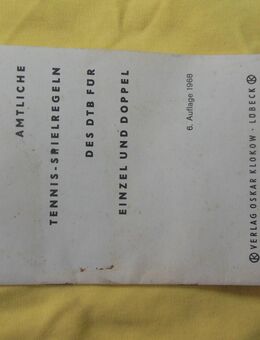 AMTLICHE
TENNIS-SPIELREGELN
DES DTB FÜR
EINZEL UND DOPPEL
6. Auflage 1968
VERLAG OSKAR KLOKOW · LÜBECK